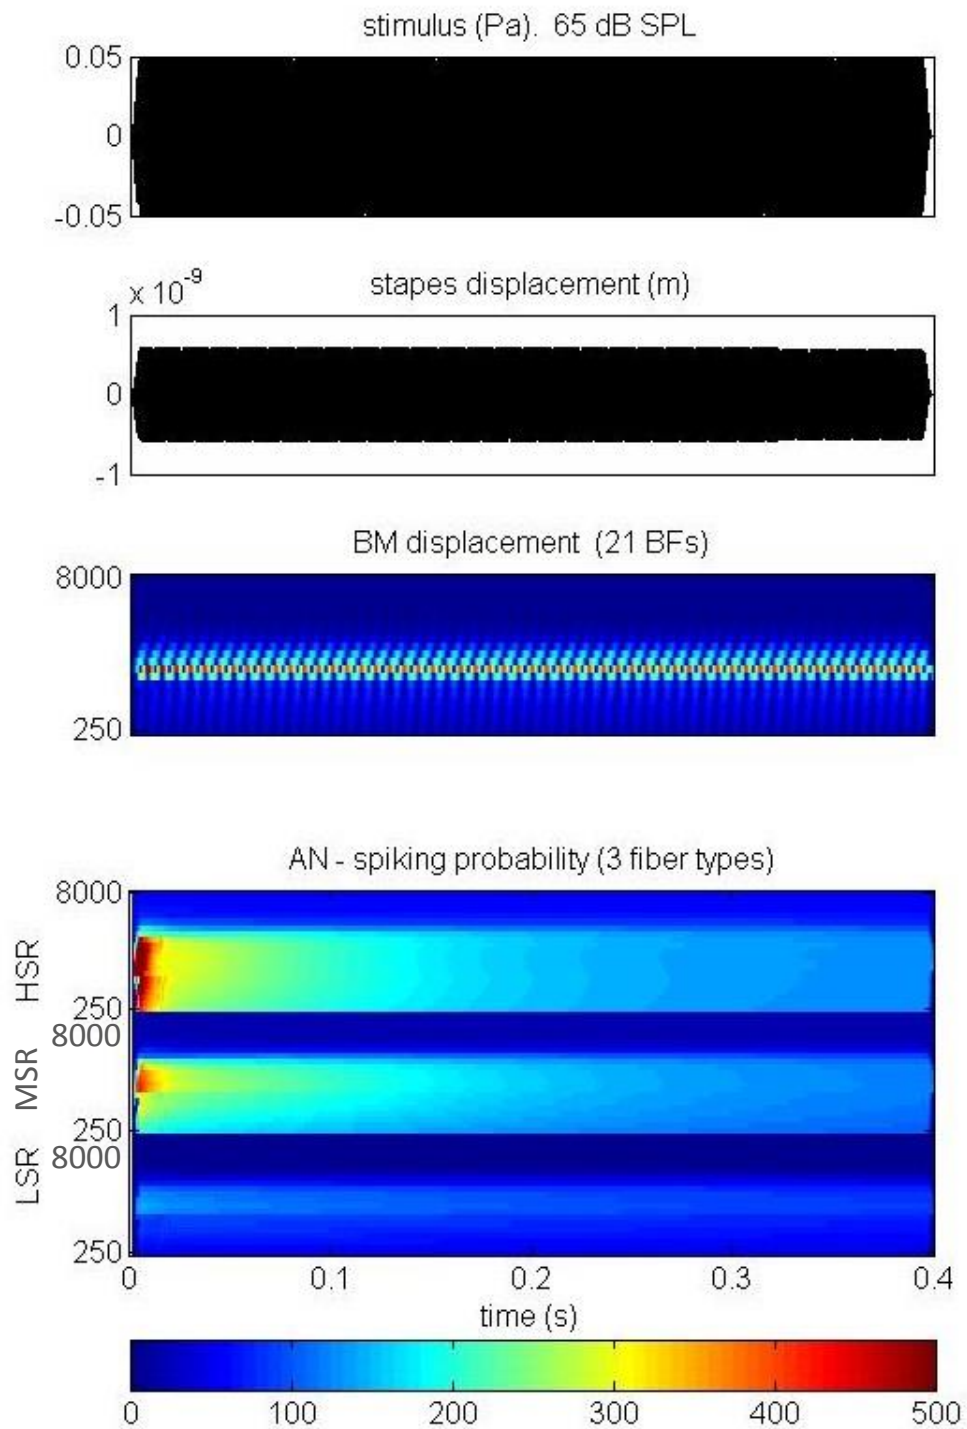 stimulus (Pa).  65 dB SPL
0.05
0
-0.05
x 10^-9
stapes displacement (m)
1
0
-1
BM displacement  (21 BFs)
8000
250
AN - spiking probability (3 fiber types)
8000
HSR
250
8000
MSR
250
8000
LSR
250
0 0.1 0.2 0.3 0.4
time (s)
0 100 200 300 400 500